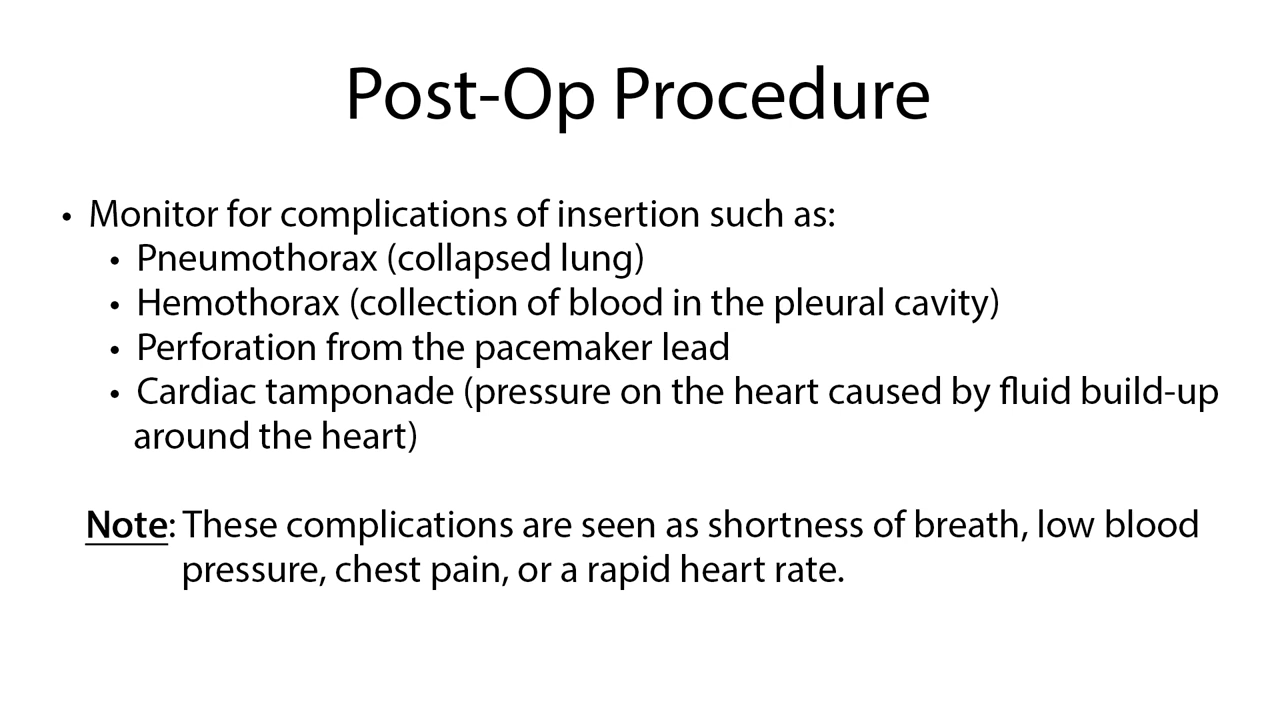 Post-Op Procedure
• Monitor for complications of insertion such as:
• Pneumothorax (collapsed lung)
• Hemothorax (collection of blood in the pleural cavity)
• Perforation from the pacemaker lead
• Cardiac tamponade (pressure on the heart caused by fluid build-up
around the heart)
Note: These complications are seen as shortness of breath, low blood
pressure, chest pain, or a rapid heart rate.